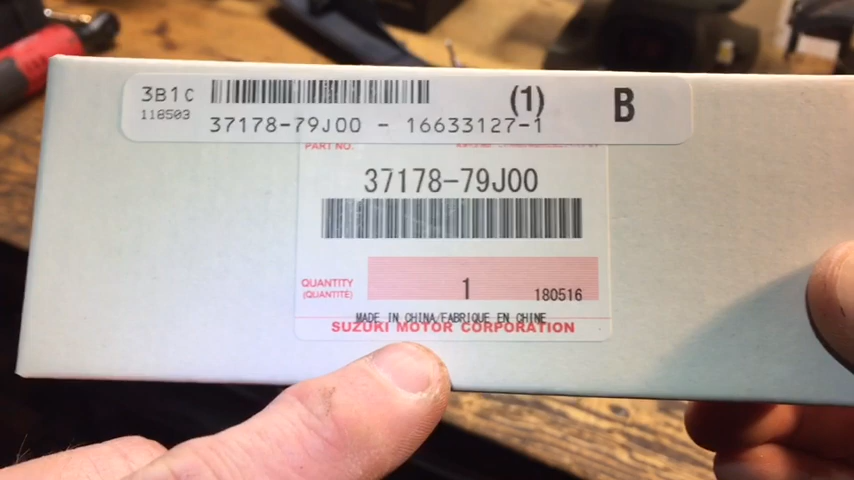 3B1C
(1) B
118503
37178-79J00 - 16633127-1
PART NO.
37178-79J00
QUANTITY
(QUANTITÉ)
1 180516
MADE IN CHINA/FABRIQUE EN CHINE
SUZUKI MOTOR CORPORATION